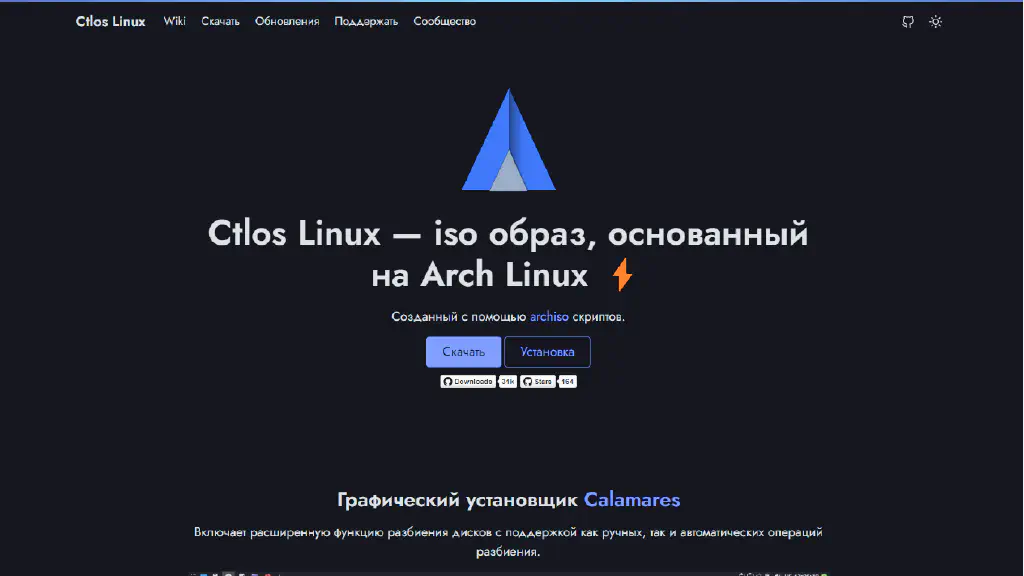 Ctlos Linux Wiki Скачать Обновления Поддержать Сообщество
Ctlos Linux — iso образ, основанный
на Arch Linux
Созданный с помощью archiso скриптов.
Скачать Установка
Downloads 31k Stars 164
Графический установщик Calamares
Включает расширенную функцию разбиения дисков с поддержкой как ручных, так и автоматических операций
разбиения.